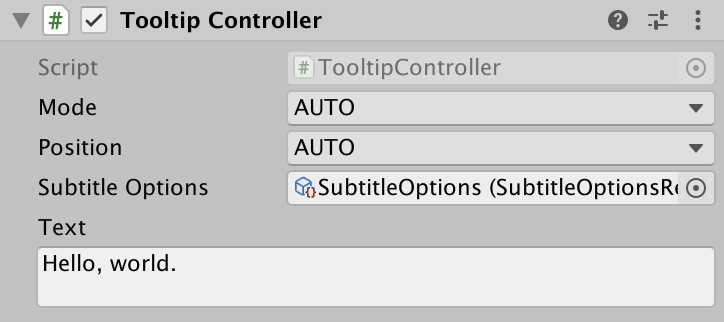 Tooltip Controller
Script TooltipController
Mode AUTO
Position AUTO
Subtitle Options SubtitleOptions (SubtitleOptionsRe
Text
Hello, world.